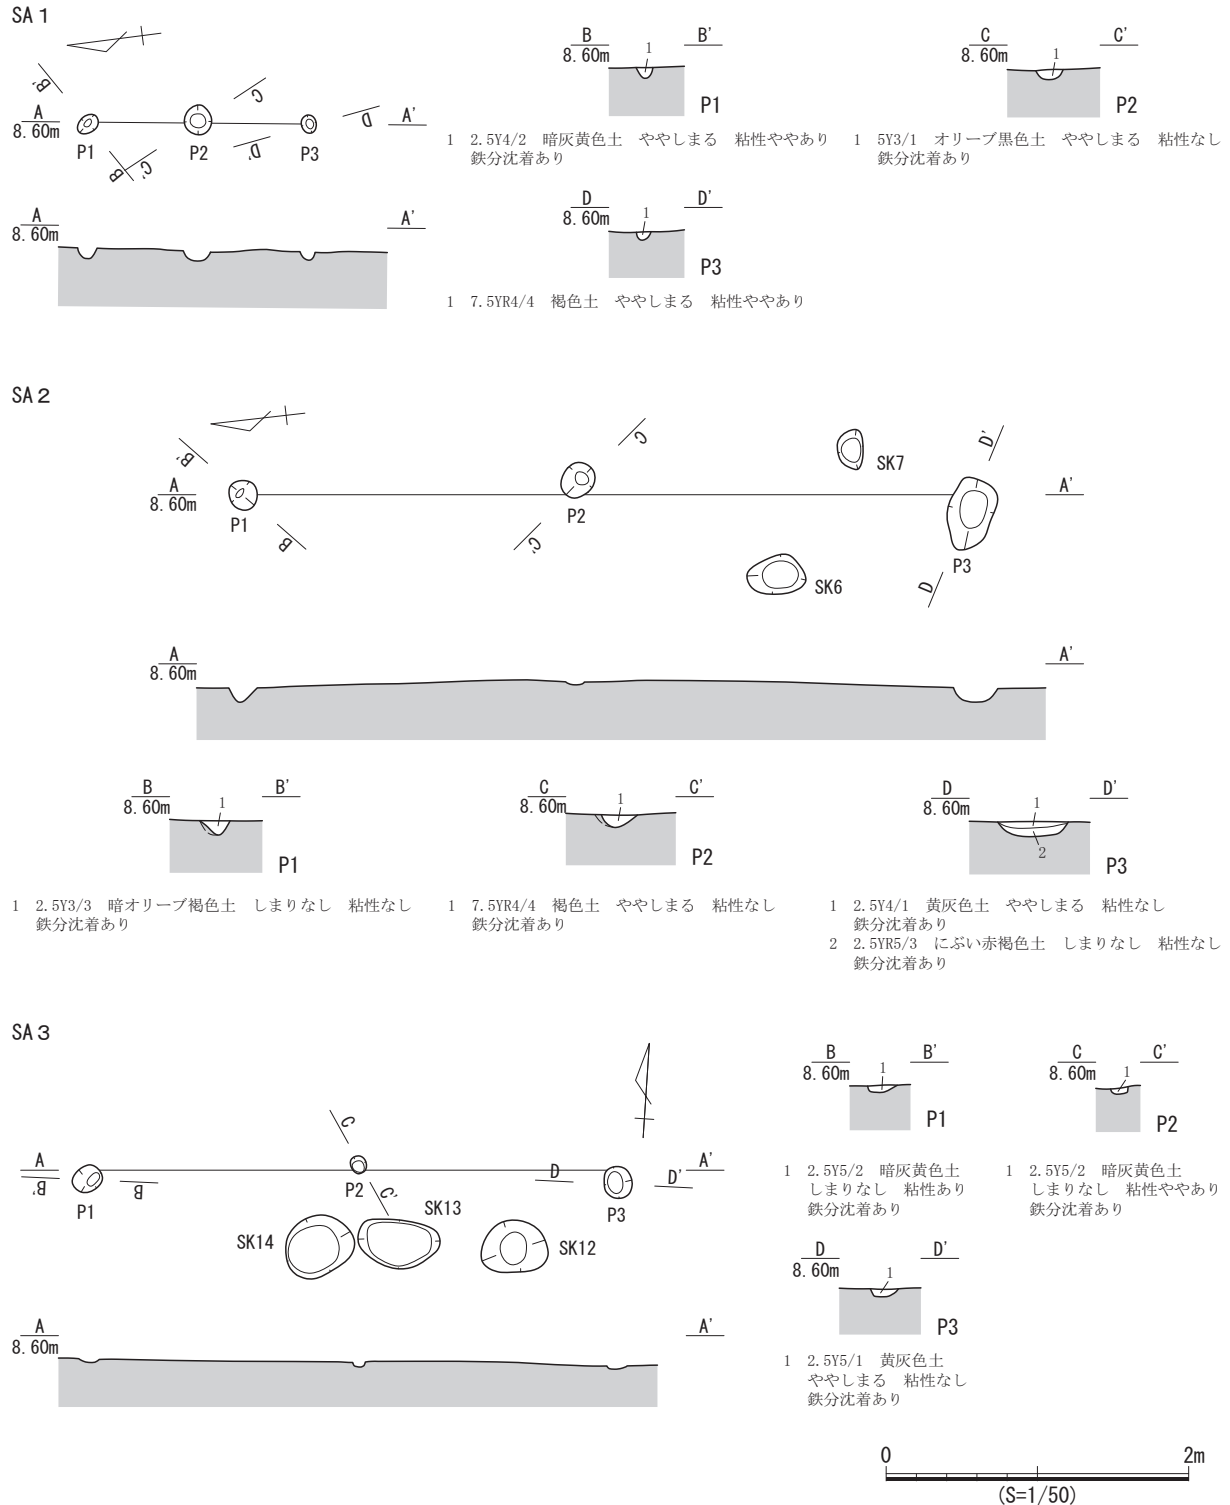 SA１
B'
C
A
8.60m
P1
P2
P3
D
A'
B
C'
D'
A
8.60m
A'
B
8.60m
1
B'
P1
1　2.5Y4/2　暗灰黄色土　ややしまる　粘性ややあり
鉄分沈着あり
C
8.60m
1
C'
P2
1　5Y3/1　オリーブ黒色土　ややしまる　粘性なし
鉄分沈着あり
D
8.60m
1
D'
P3
1　7.5YR4/4　褐色土　ややしまる　粘性ややあり
SA２
B'
C
D'
A
8.60m
P1
B
P2
C'
SK7
SK6
P3
D
A'
A
8.60m
A'
B
8.60m
1
B'
P1
1　2.5Y3/3　暗オリーブ褐色土　しまりなし　粘性なし
鉄分沈着あり
C
8.60m
1
C'
P2
1　7.5YR4/4　褐色土　ややしまる　粘性なし
鉄分沈着あり
D
8.60m
1
2
D'
P3
1　2.5Y4/1　黄灰色土　ややしまる　粘性なし
鉄分沈着あり
2　2.5YR5/3　にぶい赤褐色土　しまりなし　粘性なし
鉄分沈着あり
SA３
C
A
B'
B
P1
P2
C'
D
D'
A'
P3
SK14
SK13
SK12
A
8.60m
A'
B
8.60m
1
B'
P1
1　2.5Y5/2　暗灰黄色土
しまりなし　粘性あり
鉄分沈着あり
C
8.60m
1
C'
P2
1　2.5Y5/2　暗灰黄色土
しまりなし　粘性ややあり
鉄分沈着あり
D
8.60m
1
D'
P3
1　2.5Y5/1　黄灰色土
ややしまる　粘性なし
鉄分沈着あり
0
2m
(S=1/50)